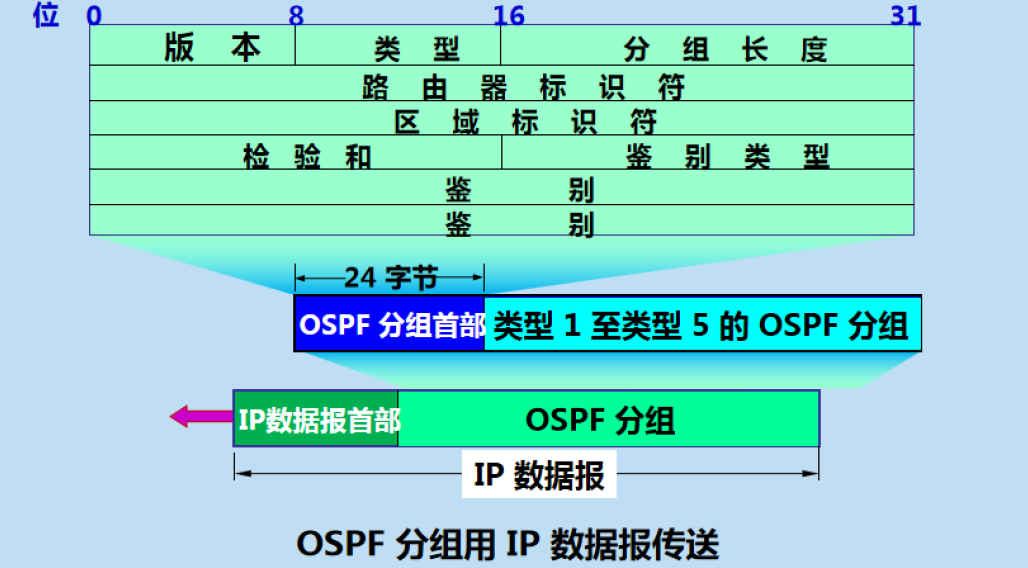 位 0 8 16 31
版 本 类 型 分 组 长 度
路 由 器 标 识 符
区 域 标 识 符
检 验 和 鉴 别 类 型
鉴 别
鉴 别
24 字节
OSPF 分组首部 类型 1 至类型 5 的 OSPF 分组
IP数据报首部 OSPF 分组
IP 数据报
OSPF 分组用 IP 数据报传送